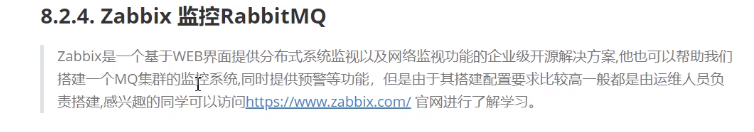 8.2.4. Zabbix 监控RabbitMQ
Zabbix是一个基于WEB界面提供分布式系统监视以及网络监视功能的企业级开源解决方案,他也可以帮助我们
搭建一个MQ集群的监控系统,同时提供预警等功能，但是由于其搭建配置要求比较高一般都是由运维人员负
责搭建,感兴趣的同学可以访问https://www.zabbix.com/ 官网进行了解学习。